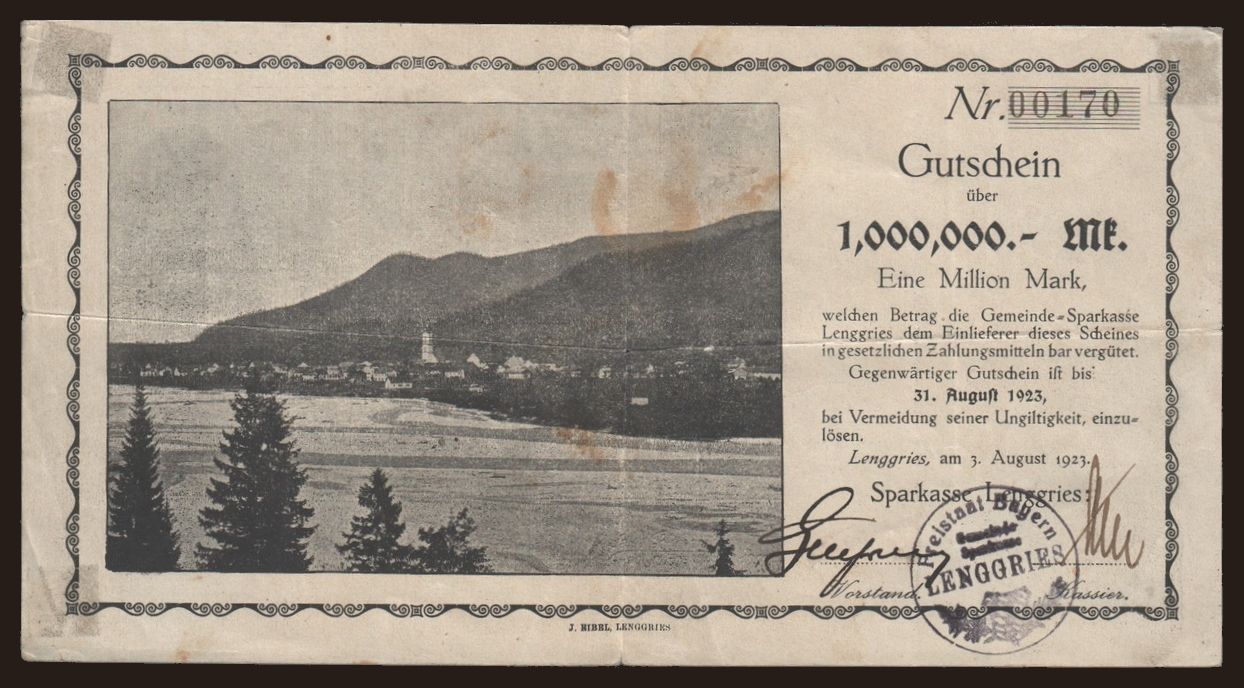 Nr. 00170
Gutschein
über
1,000,000.- Mk.
Eine Million Mark,
welchen Betrag die Gemeinde=Sparkasse
Lenggries dem Einlieferer dieses Scheines
in gesetzlichen Zahlungsmitteln bar vergütet.
Gegenwärtiger Gutschein ist bis
31. August 1923,
bei Vermeidung seiner Ungiltigkeit, einzu=
lösen.
Lenggries, am 3. August 1923.
Sparkasse Lenggries:
Freistaat Bayern
Gemeinde
Sparkasse
LENGGRIES
Vorstand. Kassier.
J. HIBEL, LENGGRIES